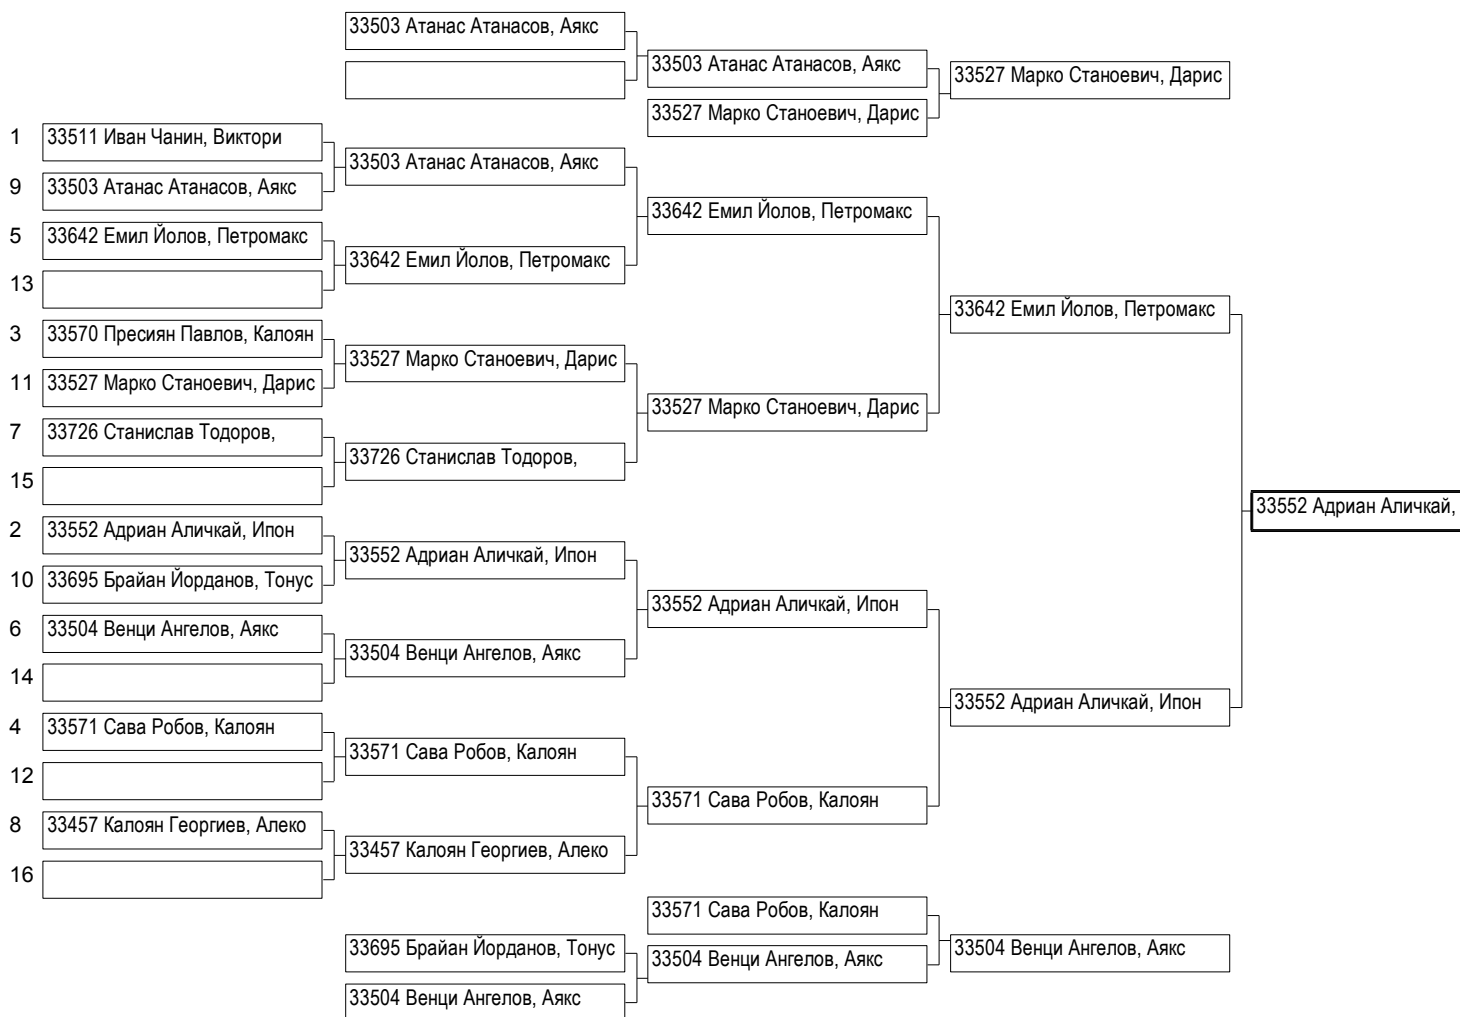 33503 Атанас Атанасов, Аякс
33503 Атанас Атанасов, Аякс
33527 Марко Станоевич, Дарис
33527 Марко Станоевич, Дарис
1 33511 Иван Чанин, Виктори
33503 Атанас Атанасов, Аякс
9 33503 Атанас Атанасов, Аякс
33642 Емил Йолов, Петромакс
5 33642 Емил Йолов, Петромакс
33642 Емил Йолов, Петромакс
13
33642 Емил Йолов, Петромакс
3 33570 Пресиян Павлов, Калоян
33527 Марко Станоевич, Дарис
11 33527 Марко Станоевич, Дарис
33527 Марко Станоевич, Дарис
7 33726 Станислав Тодоров,
33726 Станислав Тодоров,
15
33552 Адриан Аличкай,
2 33552 Адриан Аличкай, Ипон
33552 Адриан Аличкай, Ипон
10 33695 Брайан Йорданов, Тонус
33552 Адриан Аличкай, Ипон
6 33504 Венци Ангелов, Аякс
33504 Венци Ангелов, Аякс
14
33552 Адриан Аличкай, Ипон
4 33571 Сава Робов, Калоян
33571 Сава Робов, Калоян
12
33571 Сава Робов, Калоян
8 33457 Калоян Георгиев, Алеко
33457 Калоян Георгиев, Алеко
16
33571 Сава Робов, Калоян
33695 Брайан Йорданов, Тонус
33504 Венци Ангелов, Аякс
33504 Венци Ангелов, Аякс
33504 Венци Ангелов, Аякс